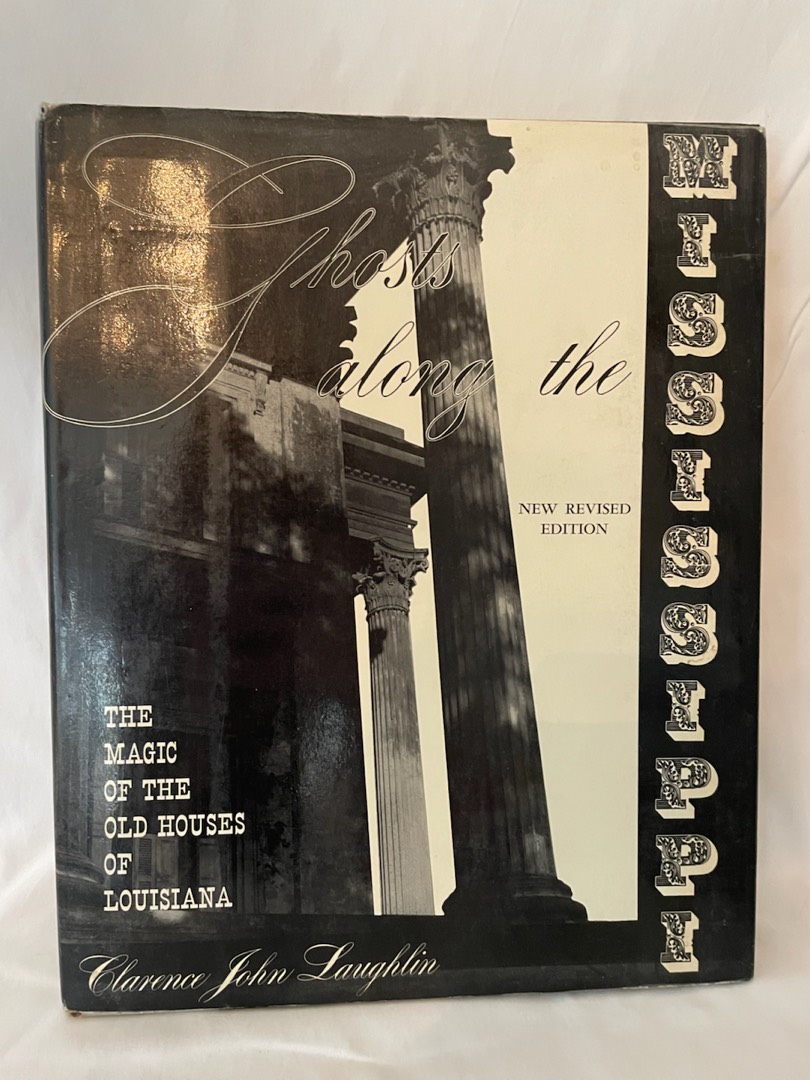 Ghosts
along the
MISSISSIPPI
NEW REVISED
EDITION
THE
MAGIC
OF THE
OLD HOUSES
OF
LOUISIANA
Clarence John Laughlin